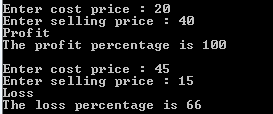 Enter cost price : 20
Enter selling price : 40
Profit
The profit percentage is 100
Enter cost price : 45
Enter selling price : 15
Loss
The loss percentage is 66